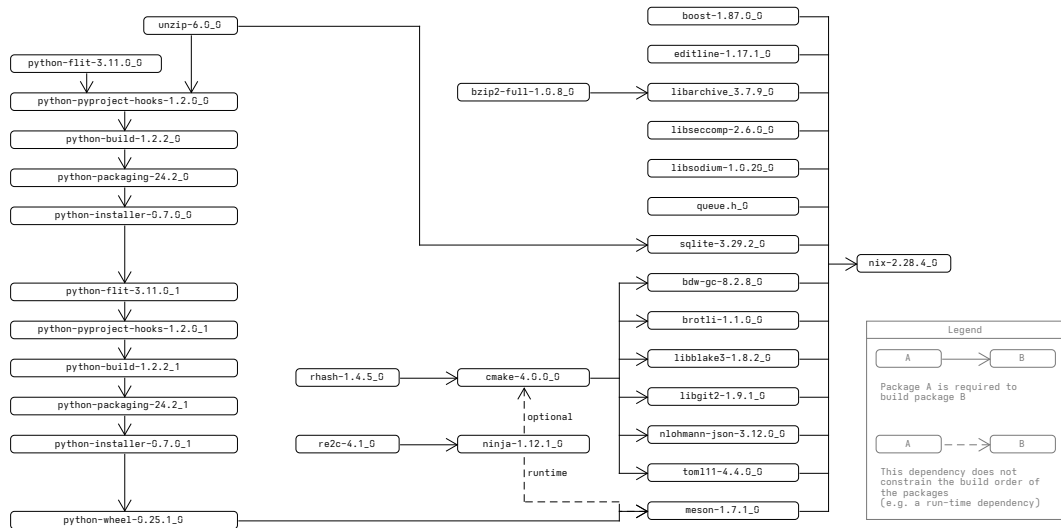 unzip-6.0_0
python-flit-3.11.0_0
python-pyproject-hooks-1.2.0_0
python-build-1.2.2_0
python-packaging-24.2_0
python-installer-0.7.0_0
python-flit-3.11.0_1
python-pyproject-hooks-1.2.0_1
python-build-1.2.2_1
python-packaging-24.2_1
python-installer-0.7.0_1
python-wheel-0.25.1_0
rhash-1.4.5_0
re2c-4.1_0
bzip2-full-1.0.8_0
cmake-4.0.0_0
optional
ninja-1.12.1_0
runtime
boost-1.87.0_0
editline-1.17.1_0
libarchive_3.7.9_0
libseccomp-2.6.0_0
libsodium-1.0.20_0
queue.h_0
sqlite-3.29.2_0
bdw-gc-8.2.8_0
brotli-1.1.0_0
libblake3-1.8.2_0
libgit2-1.9.1_0
nlohmann-json-3.12.0_0
toml11-4.4.0_0
meson-1.7.1_0
nix-2.28.4_0
Legend
A B
Package A is required to
build package B
A B
This dependency does not
constrain the build order of
the packages
(e.g. a run-time dependency)